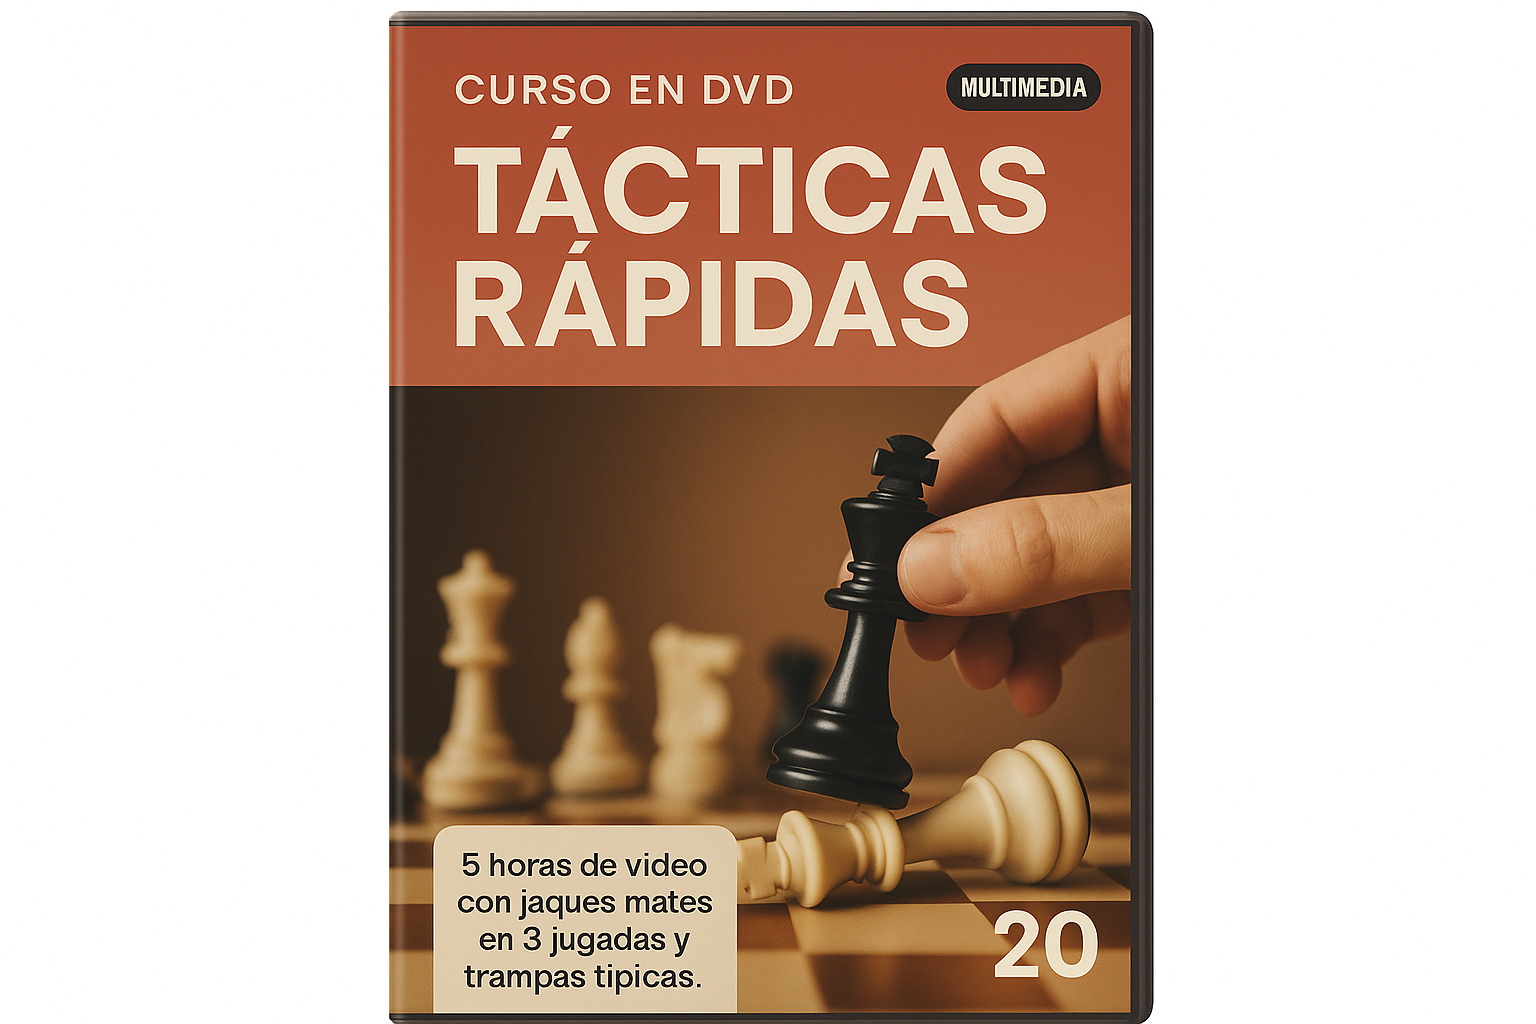 CURSO EN DVD
MULTIMEDIA
TÁCTICAS
RÁPIDAS
5 horas de video
con jaques mates
en 3 jugadas y
trampas tipicas.
20